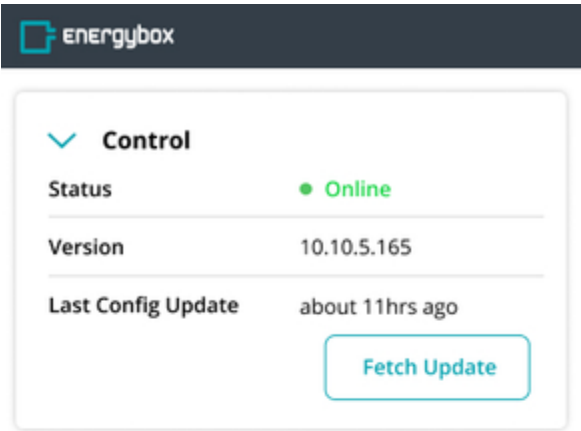 energybox
Control
Status Online
Version 10.10.5.165
Last Config Update about 11hrs ago
Fetch Update